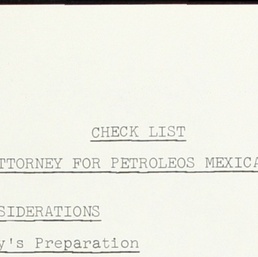 CHECK LIST
TTORNEY FOR PETROLEOS MEXICA
SIDERATIONS
y's Preparation